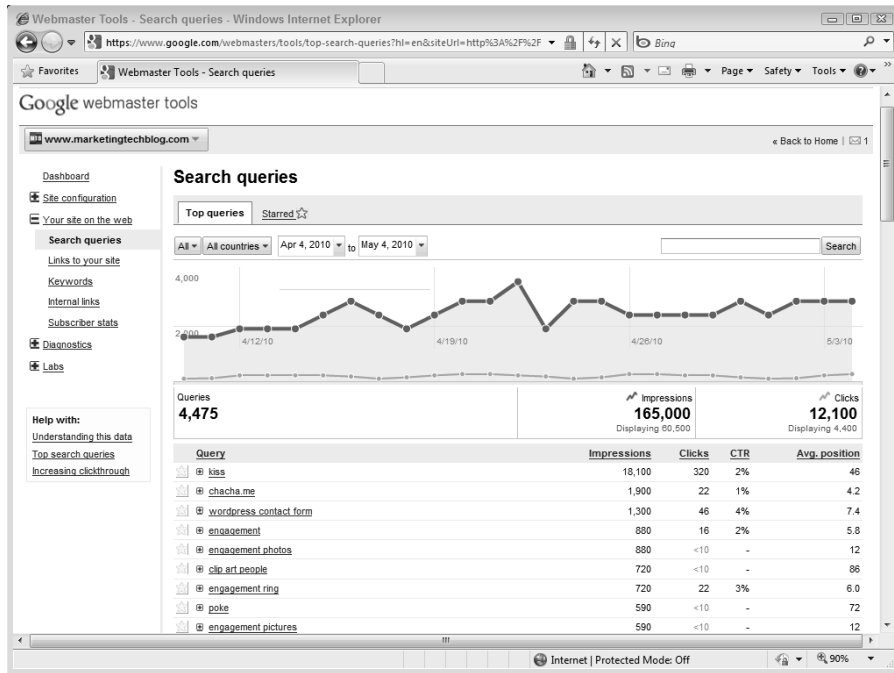 Webmaster Tools - Search queries - Windows Internet Explorer
https://www.google.com/webmasters/tools/top-search-queries?hl=en&siteUrl=http%3A%2F%2F
Bing
Favorites Webmaster Tools - Search queries Page Safety Tools
Google webmaster tools
www.marketingtechblog.com « Back to Home | 1
Dashboard
Site configuration
Your site on the web
Search queries
Links to your site
Keywords
Internal links
Subscriber stats
Diagnostics
Labs
Help with:
Understanding this data
Top search queries
Increasing clickthrough
Search queries
Top queries Starred
All All countries Apr 4, 2010 to May 4, 2010 Search
4,000
2,000
4/12/10 4/19/10 4/26/10 5/3/10
Queries Impressions Clicks
4,475 165,000 12,100
Displaying 60,500 Displaying 4,400
Query Impressions Clicks CTR Avg. position
kiss 18,100 320 2% 46
chacha.me 1,900 22 1% 4.2
wordpress contact form 1,300 46 4% 7.4
engagement 880 16 2% 5.8
engagement photos 880 <10 - 12
clip art people 720 <10 - 86
engagement ring 720 22 3% 6.0
poke 590 <10 - 72
engagement pictures 590 <10 - 12
Internet | Protected Mode: Off 90%